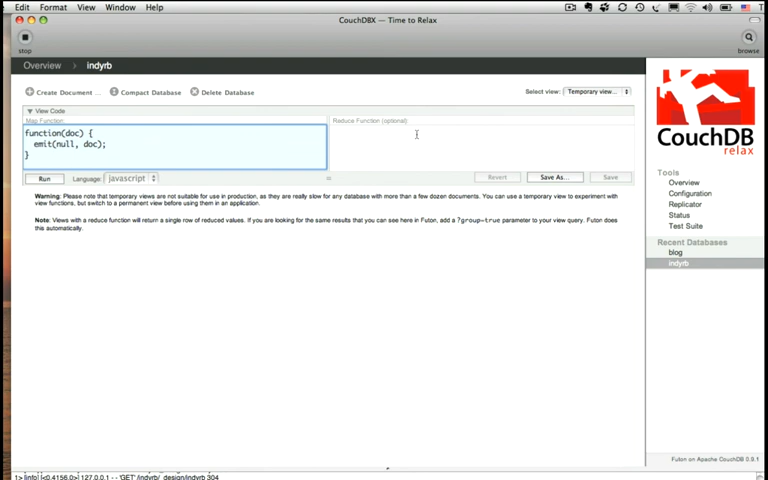 Edit Format View Window Help
CouchDBX — Time to Relax
stop
browse
Overview > indyrb
Create Document ... Compact Database Delete Database
Select view: Temporary view...
View Code
Map Function:
Reduce Function (optional):
function(doc) {
emit(null, doc);
}
Run Language: javascript
Revert Save As... Save
Warning: Please note that temporary views are not suitable for use in production, as they are really slow for any database with more than a few dozen documents. You can use a temporary view to experiment with
view functions, but switch to a permanent view before using them in an application.
Note: Views with a reduce function will return a single row of reduced values. If you are looking for the same results that you can see here in Futon, add a ?group=true parameter to your view query. Futon does
this automatically.
CouchDB
relax
Tools
Overview
Configuration
Replicator
Status
Test Suite
Recent Databases
blog
indyrb
Futon on Apache CouchDB 0.9.1
1> [info] [<0.4156.0>] 127.0.0.1 - - 'GET' /indyrb/_design/indyrb 304